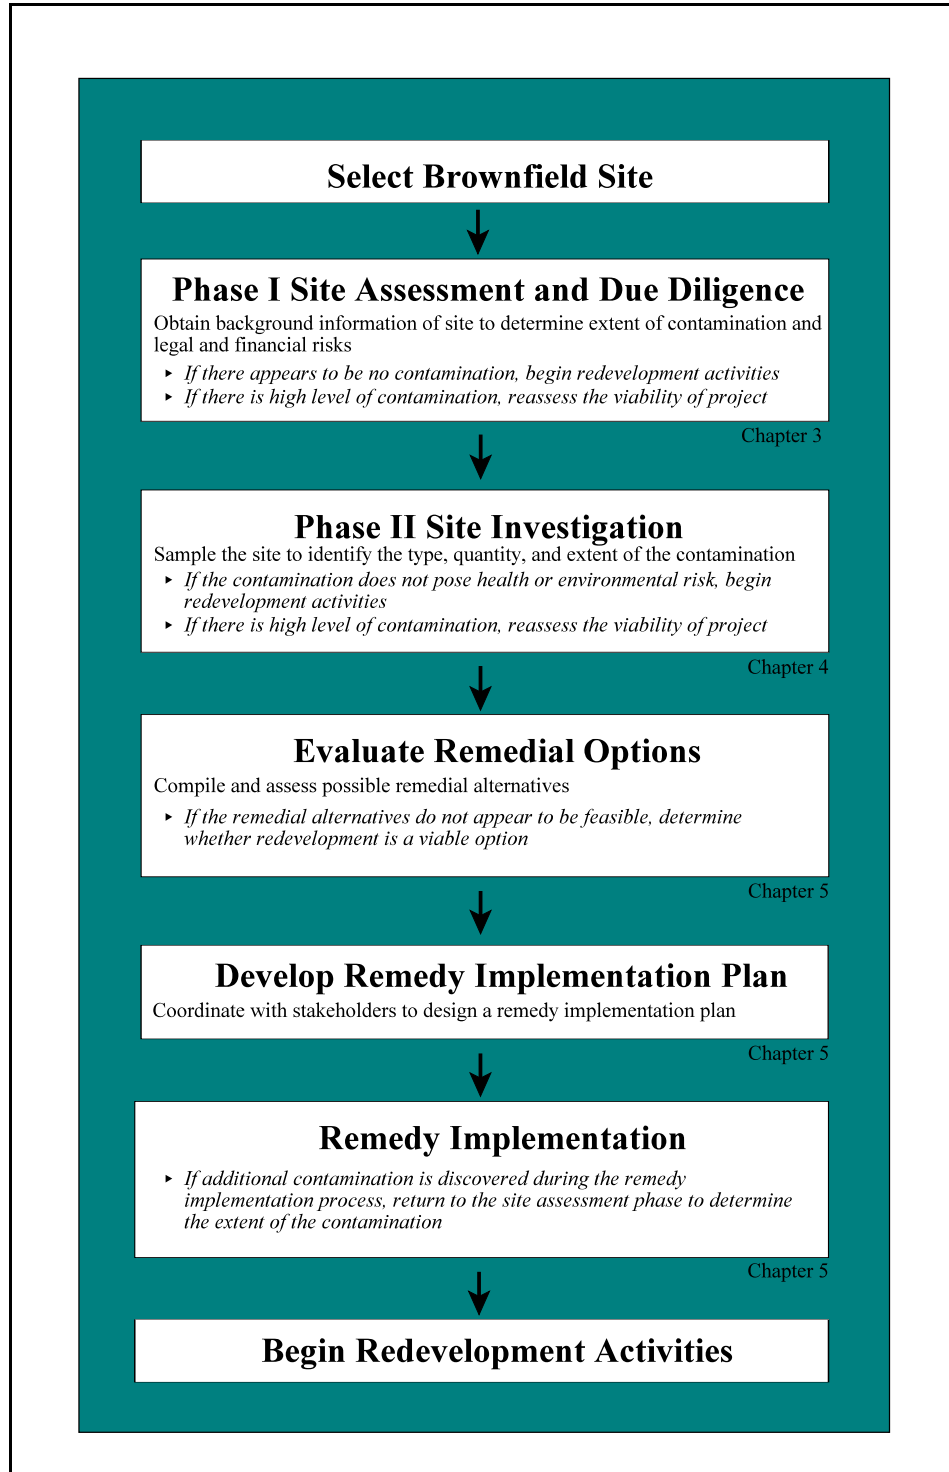 Select Brownfield Site
Phase I Site Assessment and Due Diligence
Obtain background information of site to determine extent of contamination and
legal and financial risks
‣ If there appears to be no contamination, begin redevelopment activities
‣ If there is high level of contamination, reassess the viability of project
Chapter 3
Phase II Site Investigation
Sample the site to identify the type, quantity, and extent of the contamination
‣ If the contamination does not pose health or environmental risk, begin
redevelopment activities
‣ If there is high level of contamination, reassess the viability of project
Chapter 4
Evaluate Remedial Options
Compile and assess possible remedial alternatives
‣ If the remedial alternatives do not appear to be feasible, determine
whether redevelopment is a viable option
Chapter 5
Develop Remedy Implementation Plan
Coordinate with stakeholders to design a remedy implementation plan
Chapter 5
Remedy Implementation
‣ If additional contamination is discovered during the remedy
implementation process, return to the site assessment phase to determine
the extent of the contamination
Chapter 5
Begin Redevelopment Activities